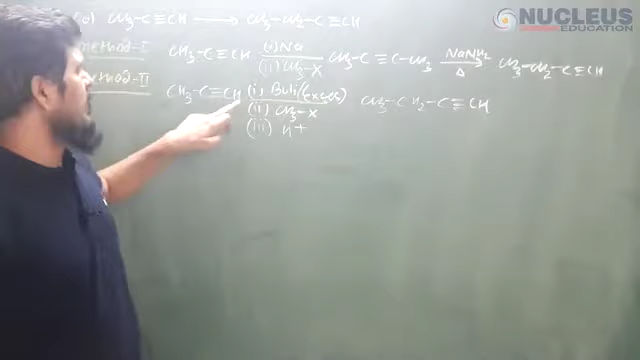 NUCLEUS
EDUCATION
CH3-C≡CH ⟶ CH3-CH2-C≡CH
Method-I CH3-C≡CH (i) Na (ii) CH3-X CH3-C≡C-CH3 NaNH2 Δ CH3-CH2-C≡CH
Method-II CH3-C≡CH (i) BuLi (excess) CH3-CH2-C≡CH
(ii) CH3-X
(iii) H+